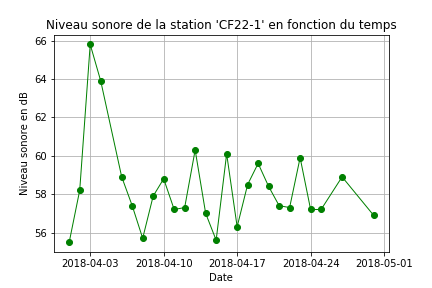 Niveau sonore de la station 'CF22-1' en fonction du temps
66
64
62
60
58
56
Niveau sonore en dB
2018-04-03 2018-04-10 2018-04-17 2018-04-24 2018-05-01
Date